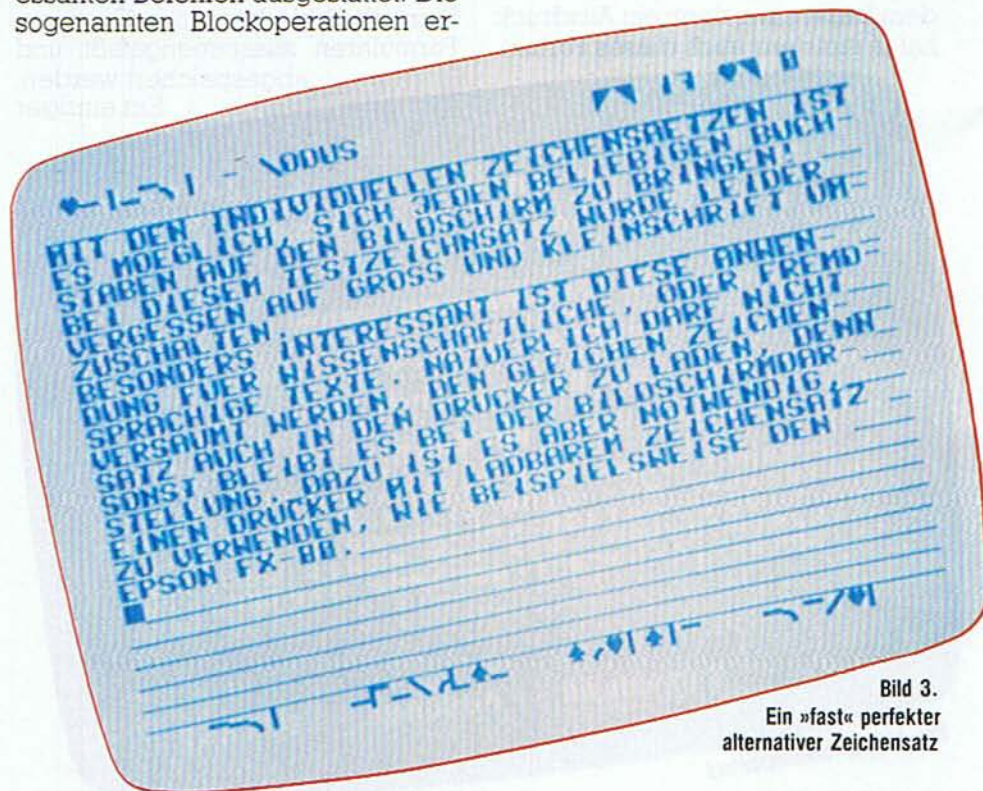 sogenannten Blockoperationen er-
ODUS
MIT DEN INDIVIDUELLEN ZEICHENSAETZEN IST
ES MOEGLICH, SICH JEDEN BELIEBIGEN BUCH-
STABEN AUF DEN BILDSCHIRM ZU BRINGEN!
BEI DIESEM TESTZEICHNSATZ WURDE LEIDER
VERGESSEN AUF GROSS UND KLEINSCHRIFT UM-
ZUSCHALTEN.
BESONDERS INTERESSANT IST DIESE ANWEN-
DUNG FUER WISSENSCHAFTLICHE, ODER FREMD-
SPRACHIGE TEXTE. NATUERLICH DARF NICHT
VERSAUMT WERDEN, DEN GLEICHEN ZEICHEN-
SATZ AUCH IN DEN DRUCKER ZU LADEN, DENN
SONST BLEIBT ES BEI DER BILDSCHIRMDAR-
STELLUNG. DAZU IST ES ABER NOTWENDIG,
EINEN DRUCKER MIT LADBAREM ZEICHENSATZ
ZU VERWENDEN, WIE BEISPIELSWEISE DEN
EPSON FX-80.
Bild 3.
Ein »fast« perfekter
alternativer Zeichensatz